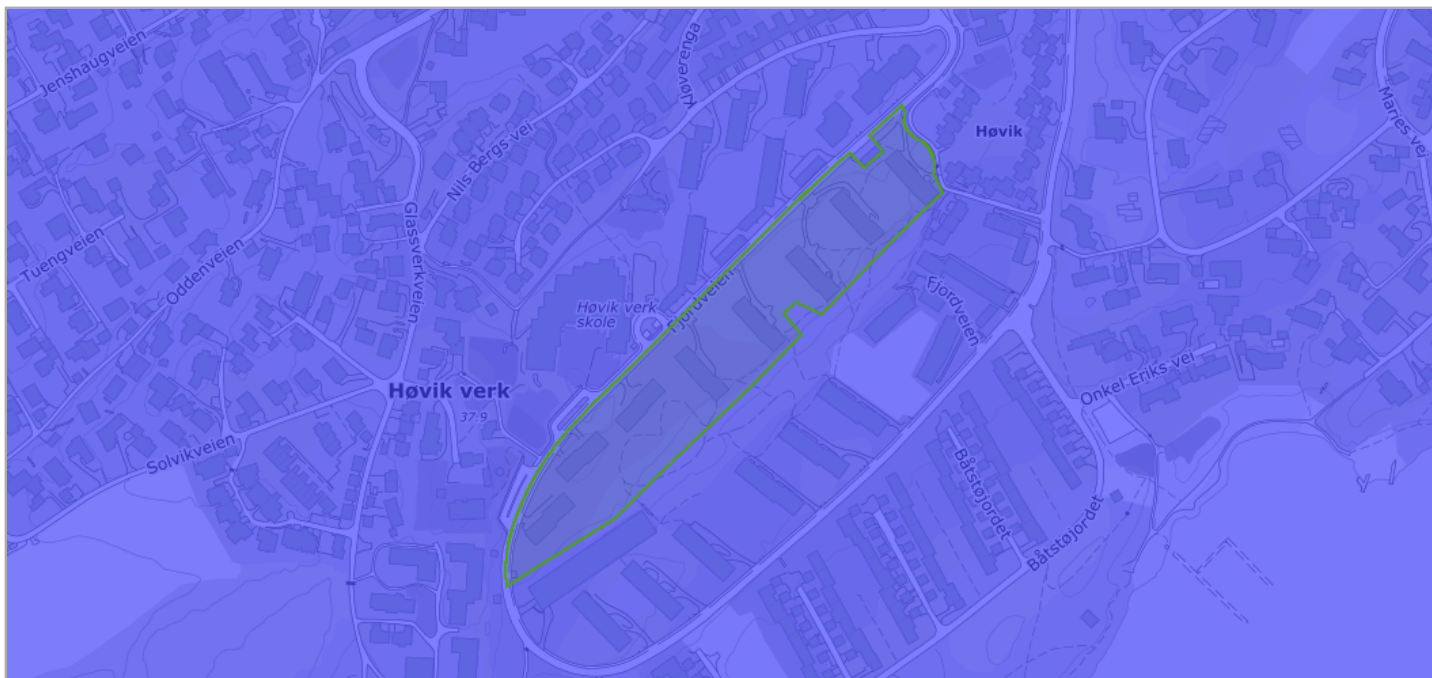 Jenshaugveien
Kløverenga
Maries vei
Høvik
Nils Bergs vei
Tuengveien
Oddenveien
Glassverkveien
Høvik verk
skole
Fjordveien
Fjordveien
Onkel Eriks vei
Høvik verk
37.9
Solvikveien
Båtstøjordet
Båtstøjordet